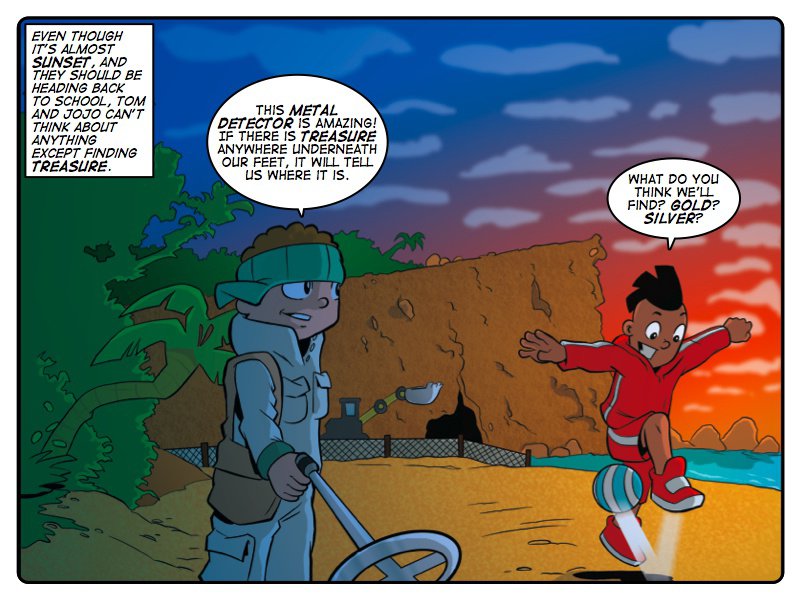 EVEN THOUGH
IT'S ALMOST
SUNSET, AND
THEY SHOULD BE
HEADING BACK
TO SCHOOL, TOM
AND JOJO CAN'T
THINK ABOUT
ANYTHING
EXCEPT FINDING
TREASURE.
THIS METAL
DETECTOR IS AMAZING!
IF THERE IS TREASURE
ANYWHERE UNDERNEATH
OUR FEET, IT WILL TELL
US WHERE IT IS.
WHAT DO YOU
THINK WE'LL
FIND? GOLD?
SILVER?